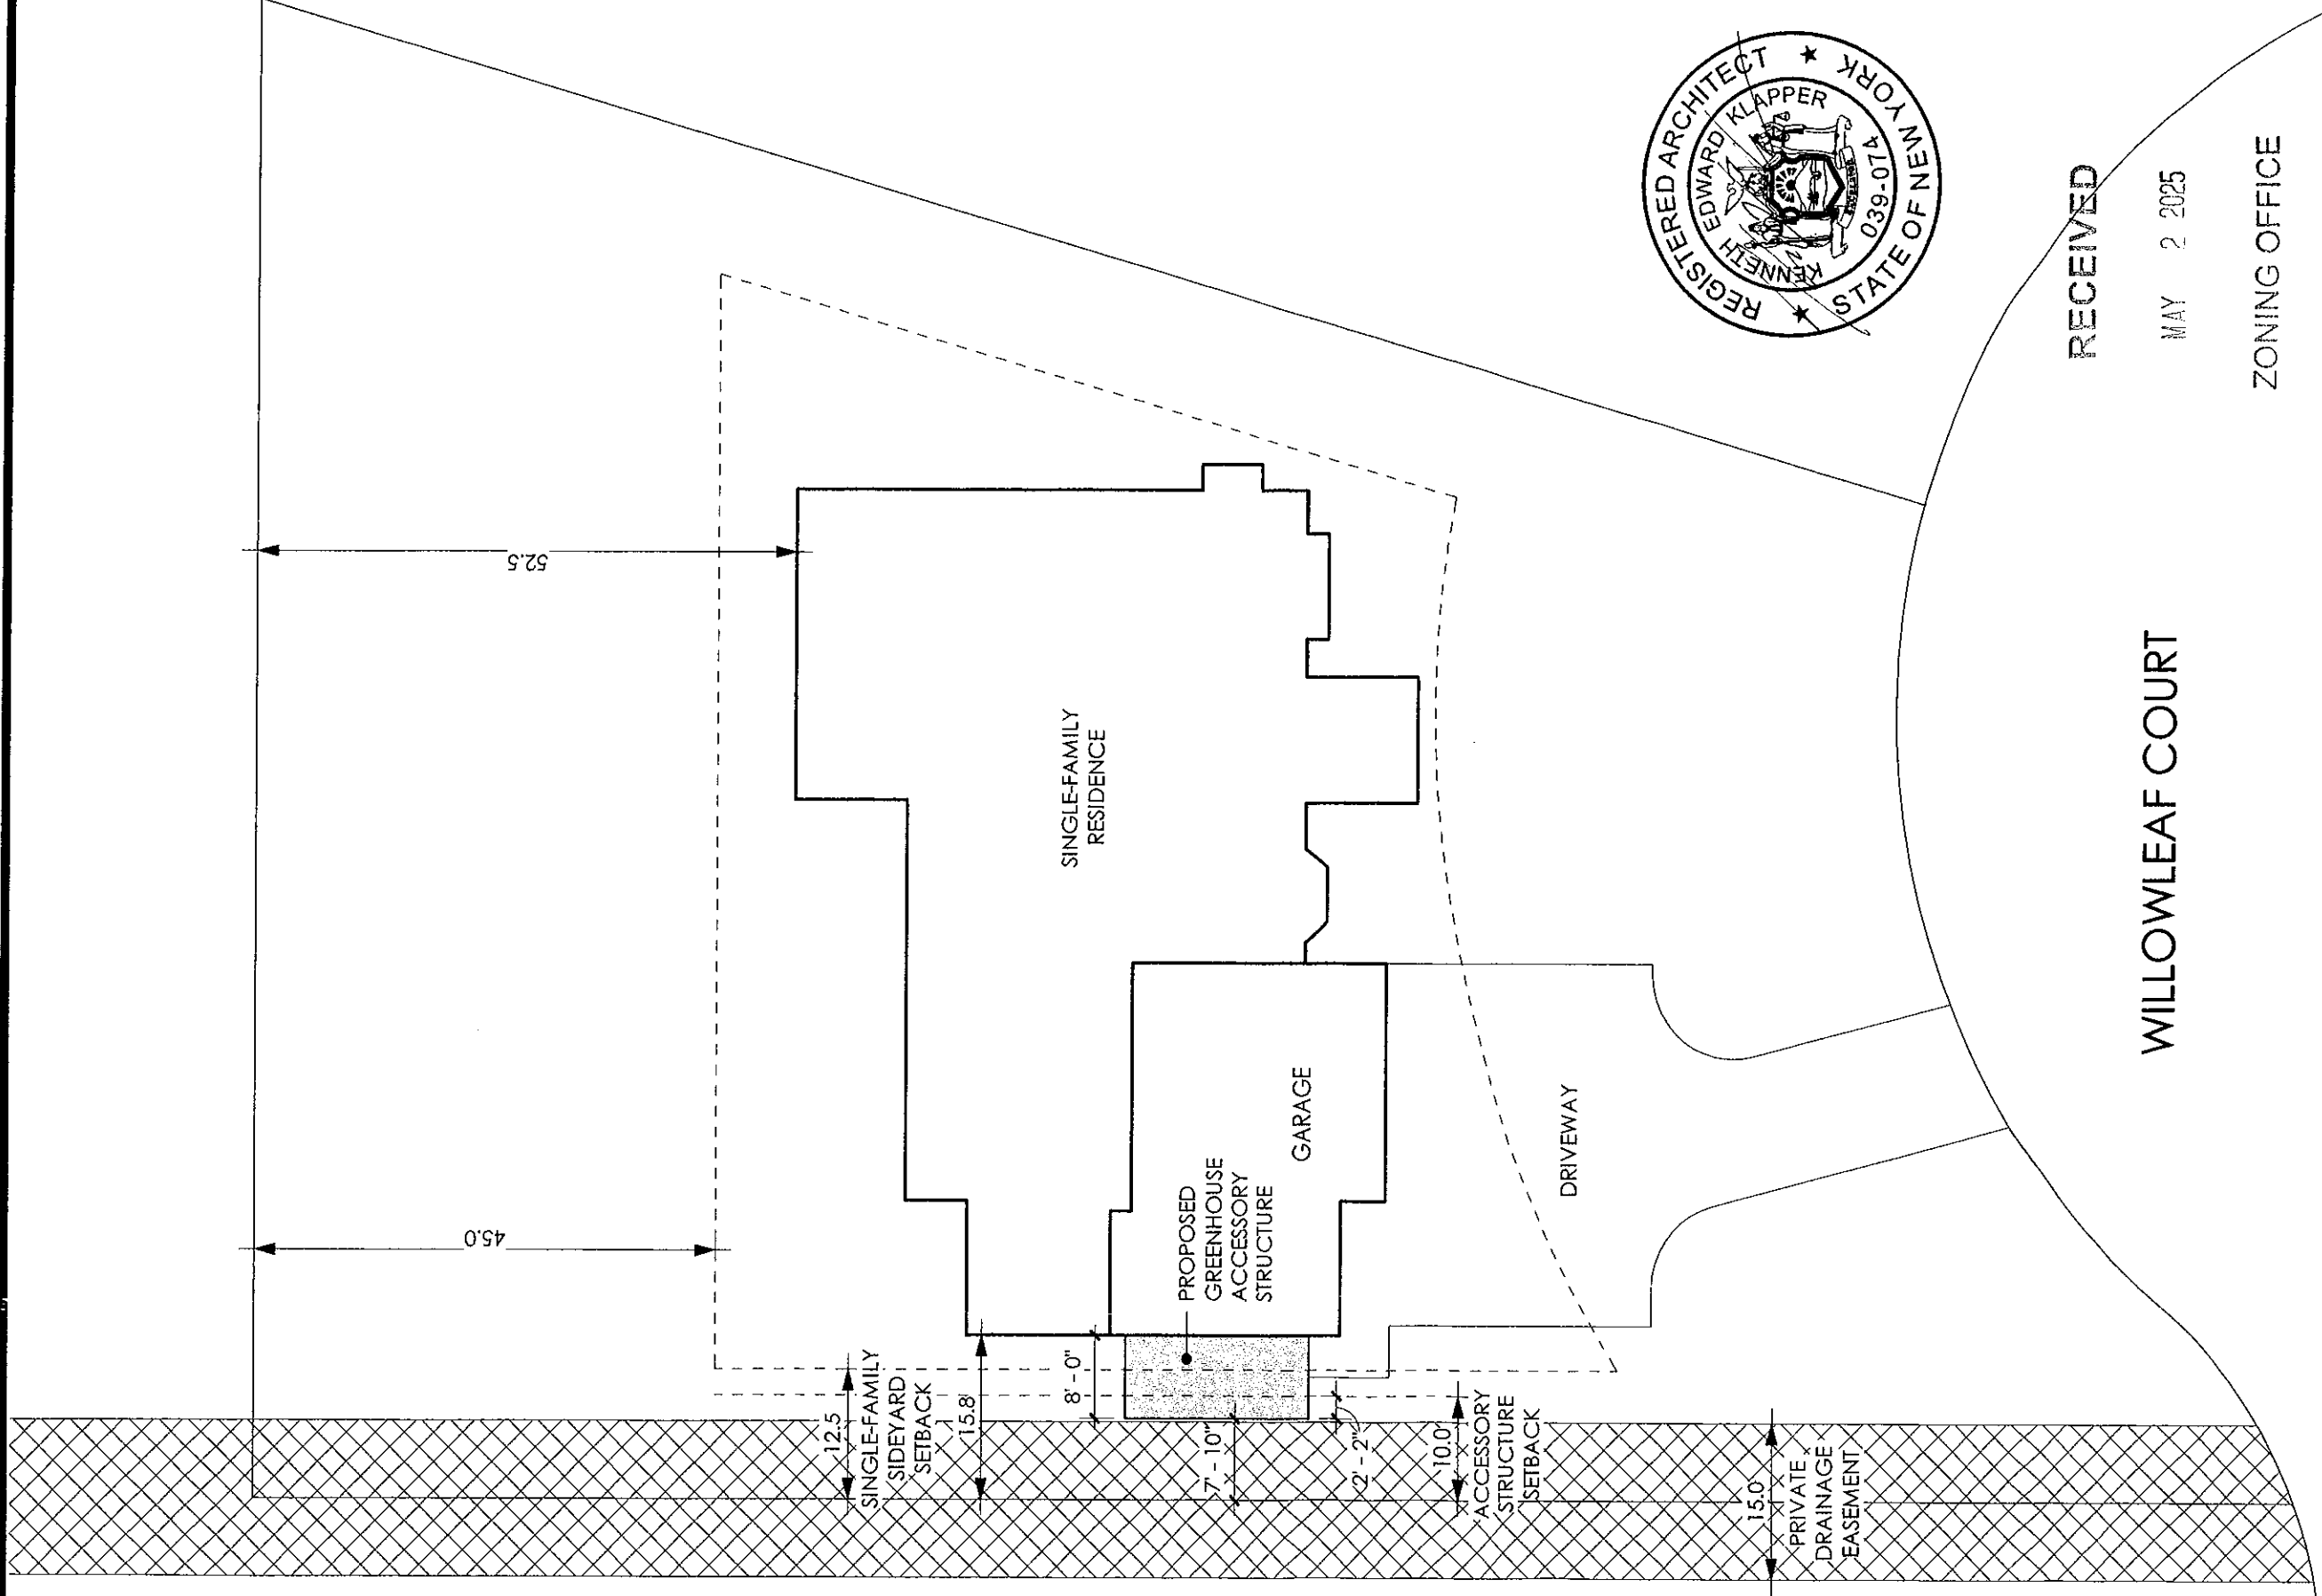 52.5
45.0
SINGLE-FAMILY
RESIDENCE
GARAGE
PROPOSED
GREENHOUSE
ACCESSORY
STRUCTURE
DRIVEWAY
12.5
SINGLE-FAMILY
SIDEYARD
SETBACK
15.8
8' - 0"
7' - 10"
2' - 2"
10.0'
ACCESSORY
STRUCTURE
SETBACK
15.0
PRIVATE
DRAINAGE
EASEMENT
WILLOWLEAF COURT
REGISTERED ARCHITECT
★ STATE OF NEW YORK ★
KENNETH EDWARD KLAPPER
039-074
RECEIVED
MAY 2 2025
ZONING OFFICE